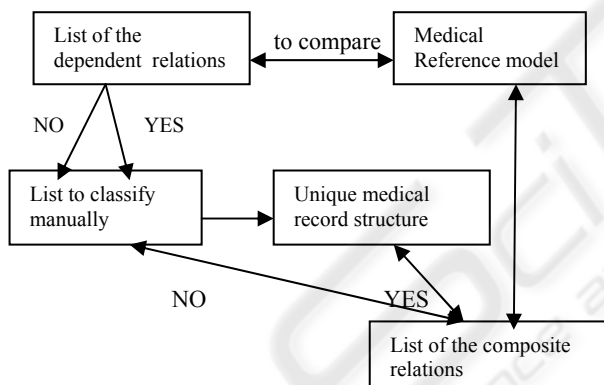 List of the
dependent relations
to compare
Medical
Reference model
NO
YES
List to classify
manually
Unique medical
record structure
NO
YES
List of the composite
relations